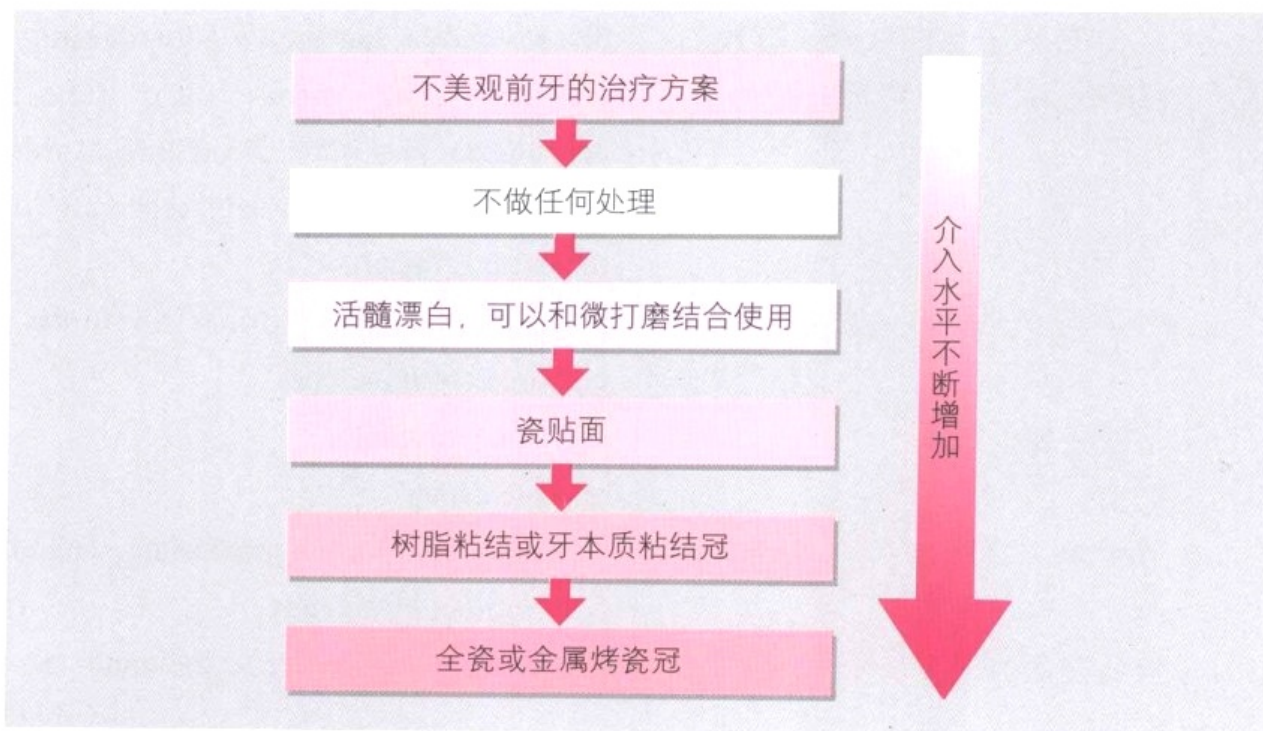 不美观前牙的治疗方案
不做任何处理
活髓漂白，可以和微打磨结合使用
瓷贴面
树脂粘结或牙本质粘结冠
全瓷或金属烤瓷冠
介入水平不断增加